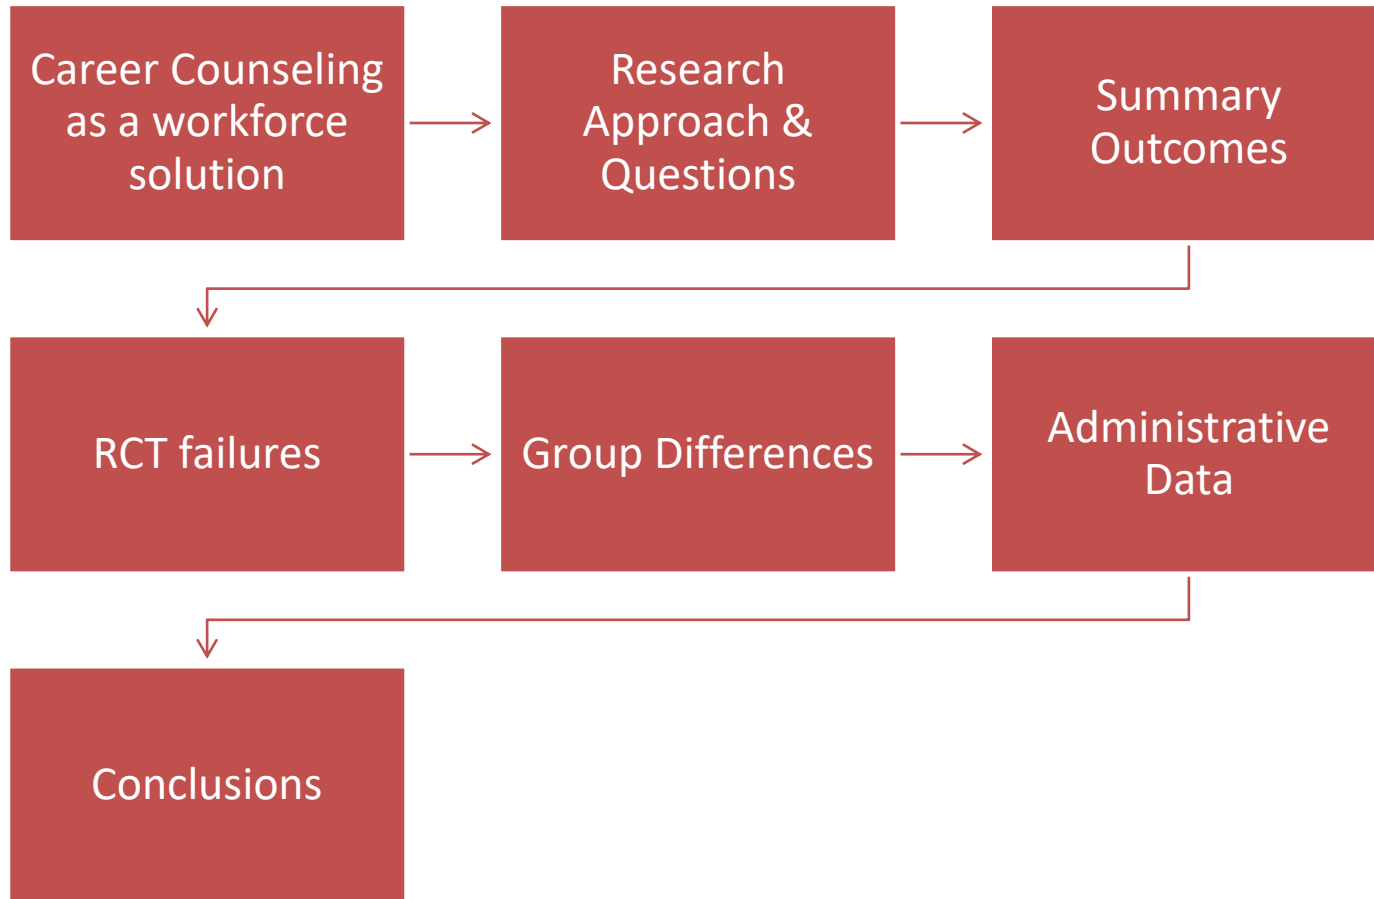 Career Counseling
as a workforce
solution
Research
Approach &
Questions
Summary
Outcomes
RCT failures
Group Differences
Administrative
Data
Conclusions